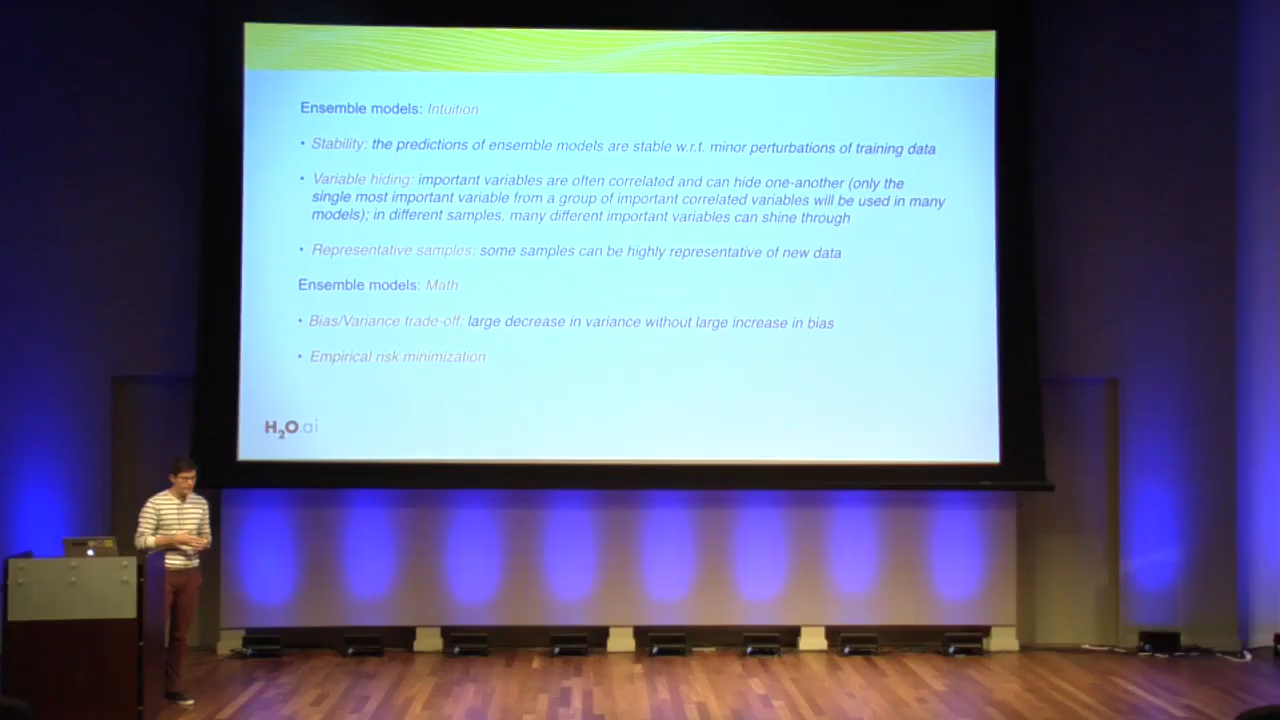 Ensemble models: Intuition
• Stability: the predictions of ensemble models are stable w.r.t. minor perturbations of training data
• Variable hiding: important variables are often correlated and can hide one-another (only the
single most important variable from a group of important correlated variables will be used in many
models); in different samples, many different important variables can shine through
• Representative samples: some samples can be highly representative of new data
Ensemble models: Math
• Bias/Variance trade-off: large decrease in variance without large increase in bias
• Empirical risk minimization
H2O.ai